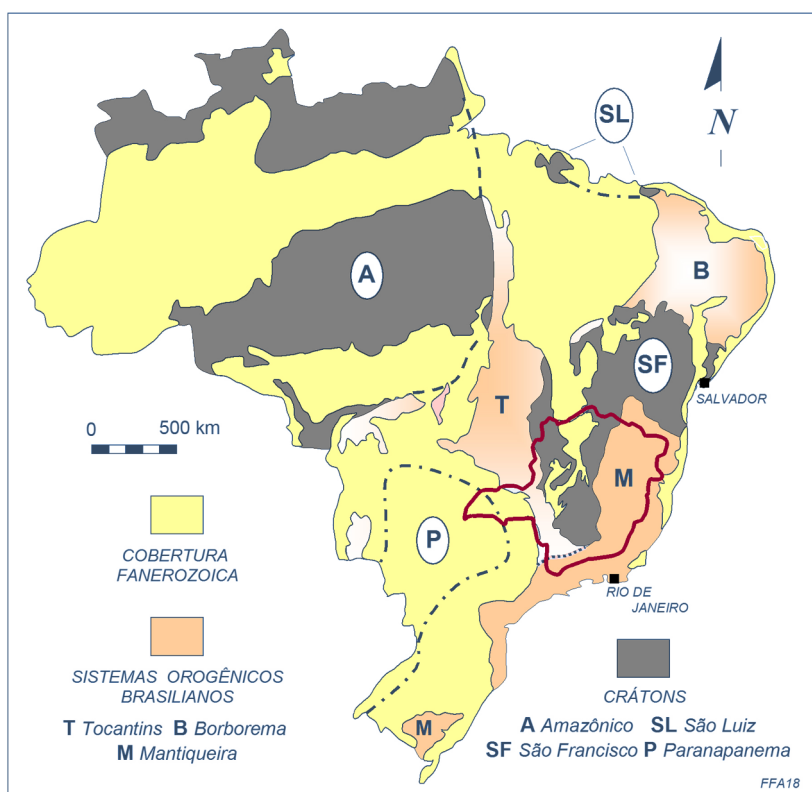 SL
N
A
B
SF
SALVADOR
T
M
0 500 km
P
COBERTURA
FANEROZOICA
RIO DE
JANEIRO
SISTEMAS OROGÊNICOS
BRASILIANOS
T Tocantins B Borborema
M Mantiqueira
M
CRÁTONS
A Amazônico SL São Luiz
SF São Francisco P Paranapanema
FFA18